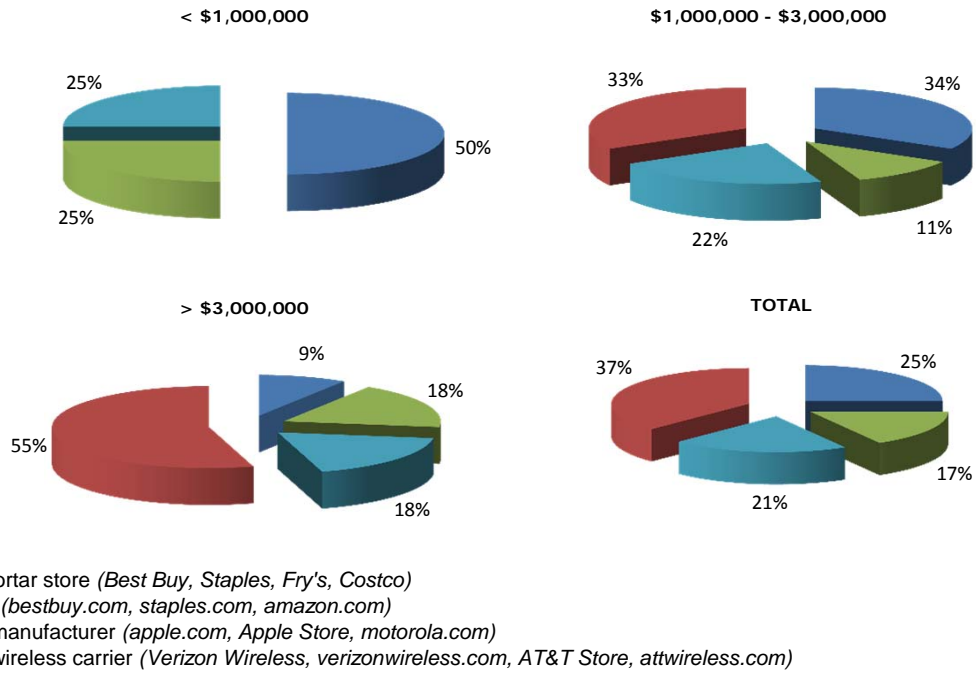 < $1,000,000
$1,000,000 - $3,000,000
25%
50%
25%
33%
34%
22%
11%
> $3,000,000
TOTAL
9%
18%
55%
18%
37%
25%
17%
21%
store (Best Buy, Staples, Fry's, Costco)
(bestbuy.com, staples.com, amazon.com)
manufacturer (apple.com, Apple Store, motorola.com)
wireless carrier (Verizon Wireless, verizonwireless.com, AT&T Store, attwireless.com)